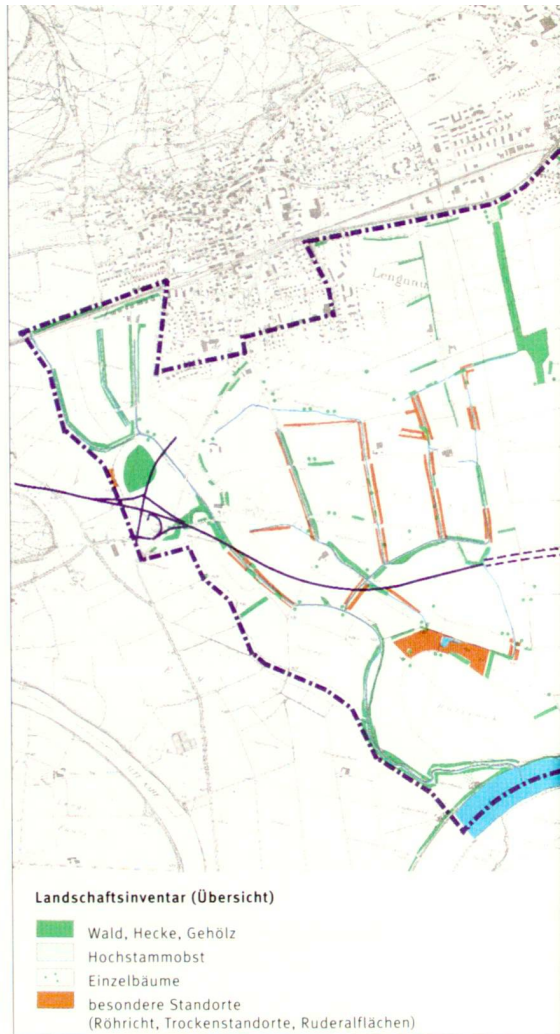 Lengnau
Landschaftsinventar (Übersicht)
Wald, Hecke, Gehölz
Hochstammobst
Einzelbäume
besondere Standorte
(Röhricht, Trockenstandorte, Ruderalflächen)